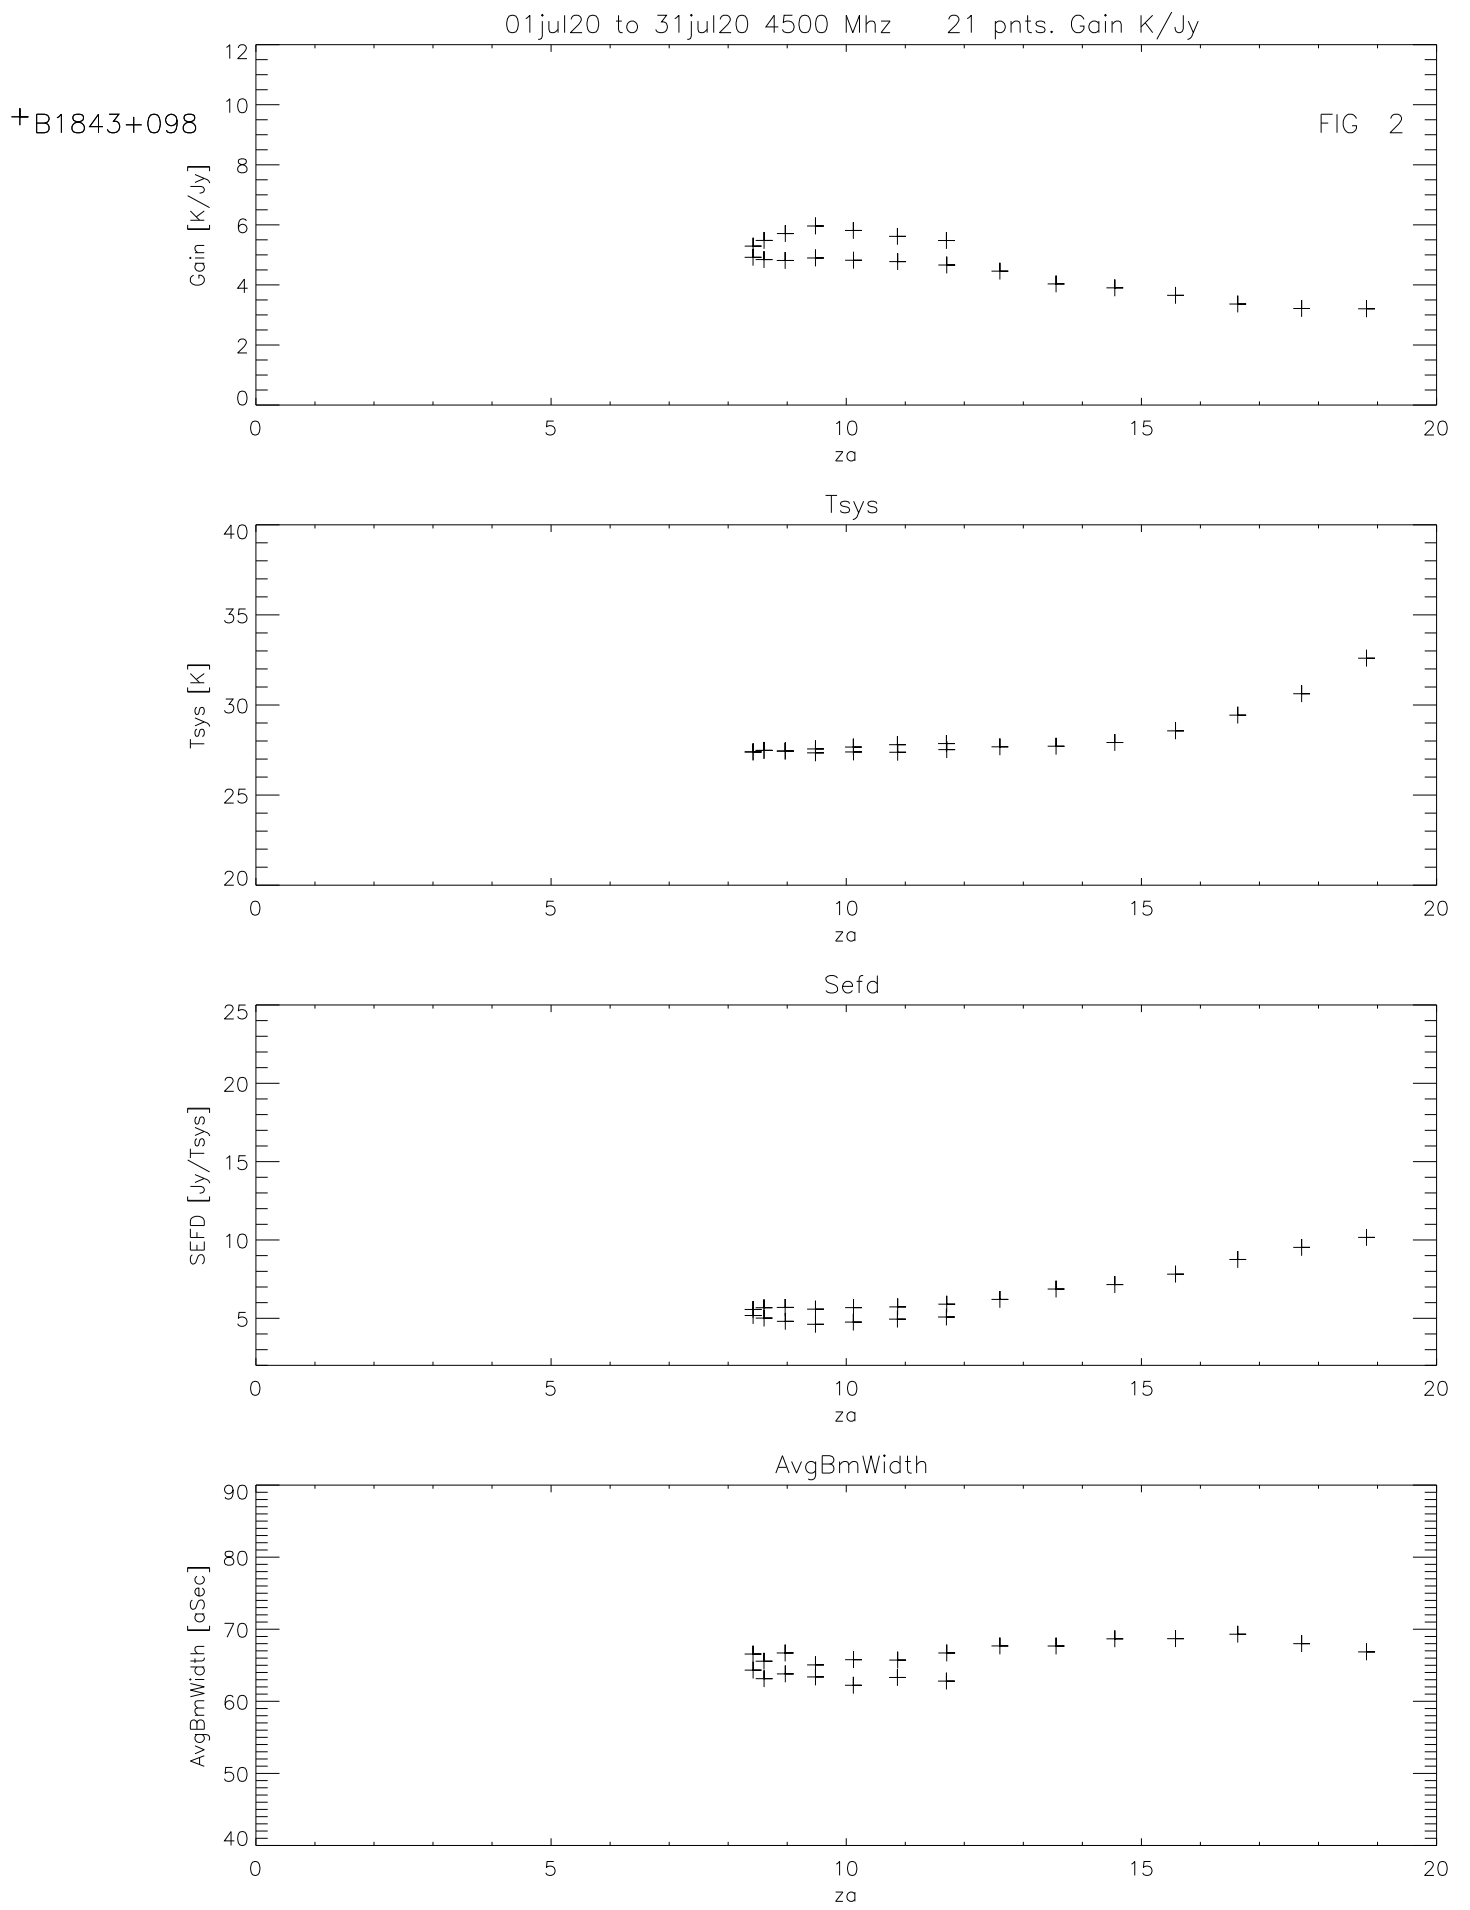 01jul20 to 31jul20 4500 Mhz 21 pnts. Gain K/Jy
+B1843+098
FIG 2
Gain [K/Jy]
12
10
8
6
4
2
0
0 5 10 15 20
za
Tsys
Tsys [K]
40
35
30
25
20
0 5 10 15 20
za
Sefd
SEFD [Jy/Tsys]
25
20
15
10
5
0 5 10 15 20
za
AvgBmWidth
AvgBmWidth [aSec]
90
80
70
60
50
40
0 5 10 15 20
za